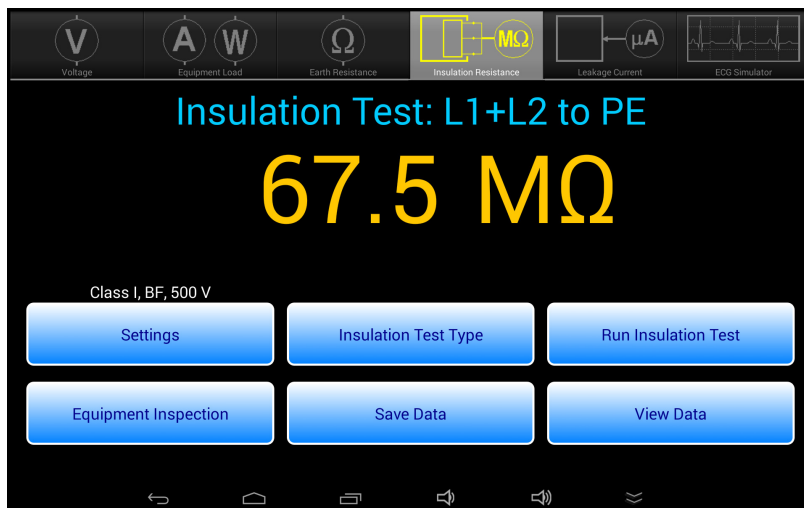 V A W Ω MΩ µA
Voltage Equipment Load Earth Resistance Insulation Resistance Leakage Current ECG Simulator
Insulation Test: L1+L2 to PE
67.5 MΩ
Class I, BF, 500 V
Settings Insulation Test Type Run Insulation Test
Equipment Inspection Save Data View Data